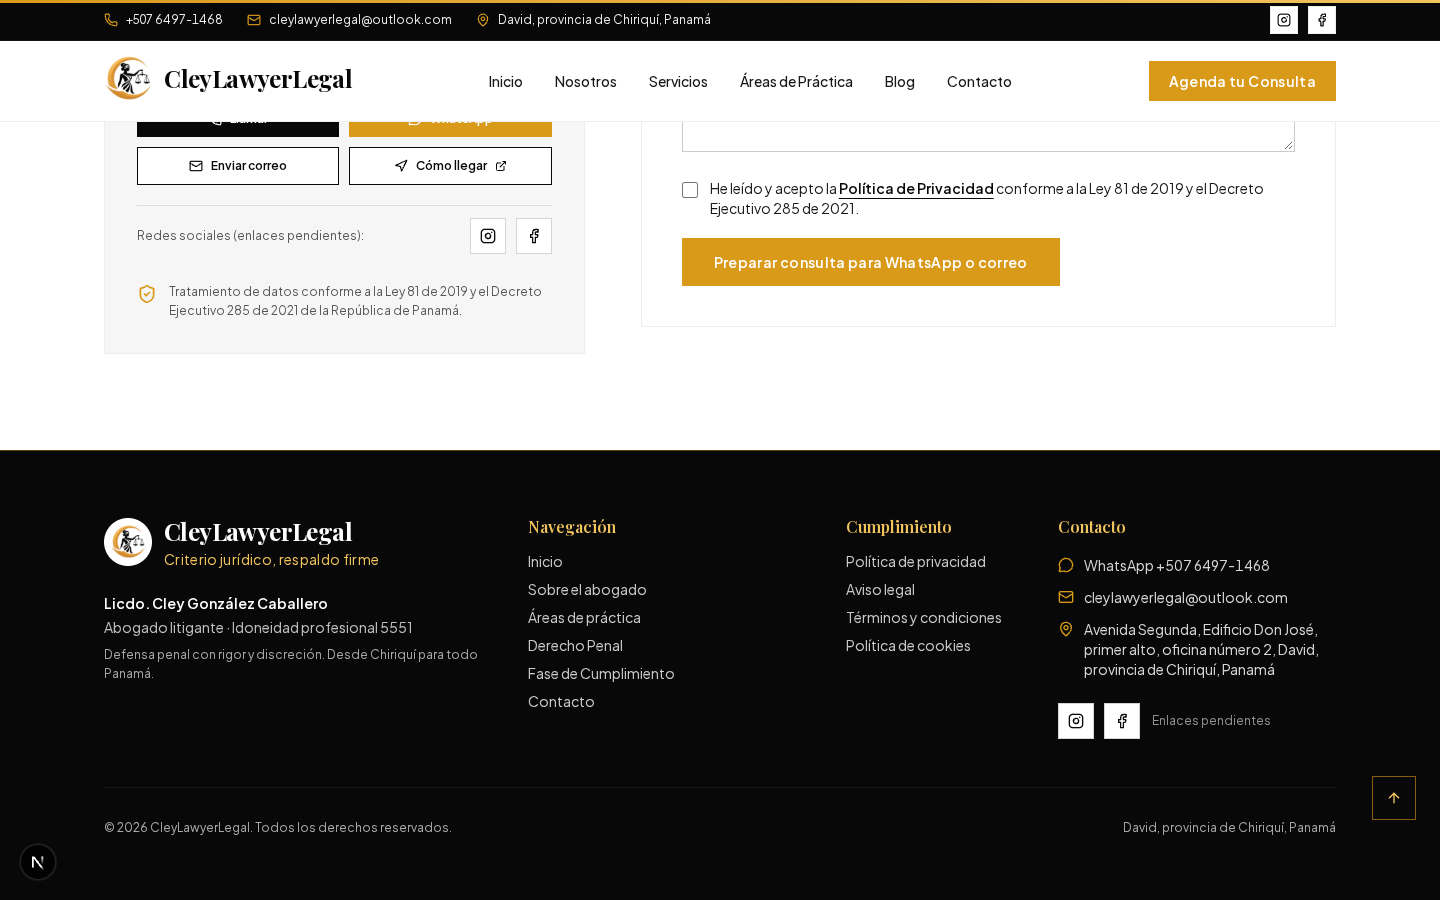 +507 6497-1468
cleylawyerlegal@outlook.com
David, provincia de Chiriquí, Panamá
CleyLawyerLegal
Inicio
Nosotros
Servicios
Áreas de Práctica
Blog
Contacto
Agenda tu Consulta
Enviar correo
Cómo llegar
Redes sociales (enlaces pendientes):
Tratamiento de datos conforme a la Ley 81 de 2019 y el Decreto
Ejecutivo 285 de 2021 de la República de Panamá.
He leído y acepto la Política de Privacidad conforme a la Ley 81 de 2019 y el Decreto
Ejecutivo 285 de 2021.
Preparar consulta para WhatsApp o correo
CleyLawyerLegal
Criterio jurídico, respaldo firme
Licdo. Cley González Caballero
Abogado litigante · Idoneidad profesional 5551
Defensa penal con rigor y discreción. Desde Chiriquí para todo
Panamá.
Navegación
Inicio
Sobre el abogado
Áreas de práctica
Derecho Penal
Fase de Cumplimiento
Contacto
Cumplimiento
Política de privacidad
Aviso legal
Términos y condiciones
Política de cookies
Contacto
WhatsApp +507 6497-1468
cleylawyerlegal@outlook.com
Avenida Segunda, Edificio Don José,
primer alto, oficina número 2, David,
provincia de Chiriquí, Panamá
Enlaces pendientes
© 2026 CleyLawyerLegal. Todos los derechos reservados.
David, provincia de Chiriquí, Panamá